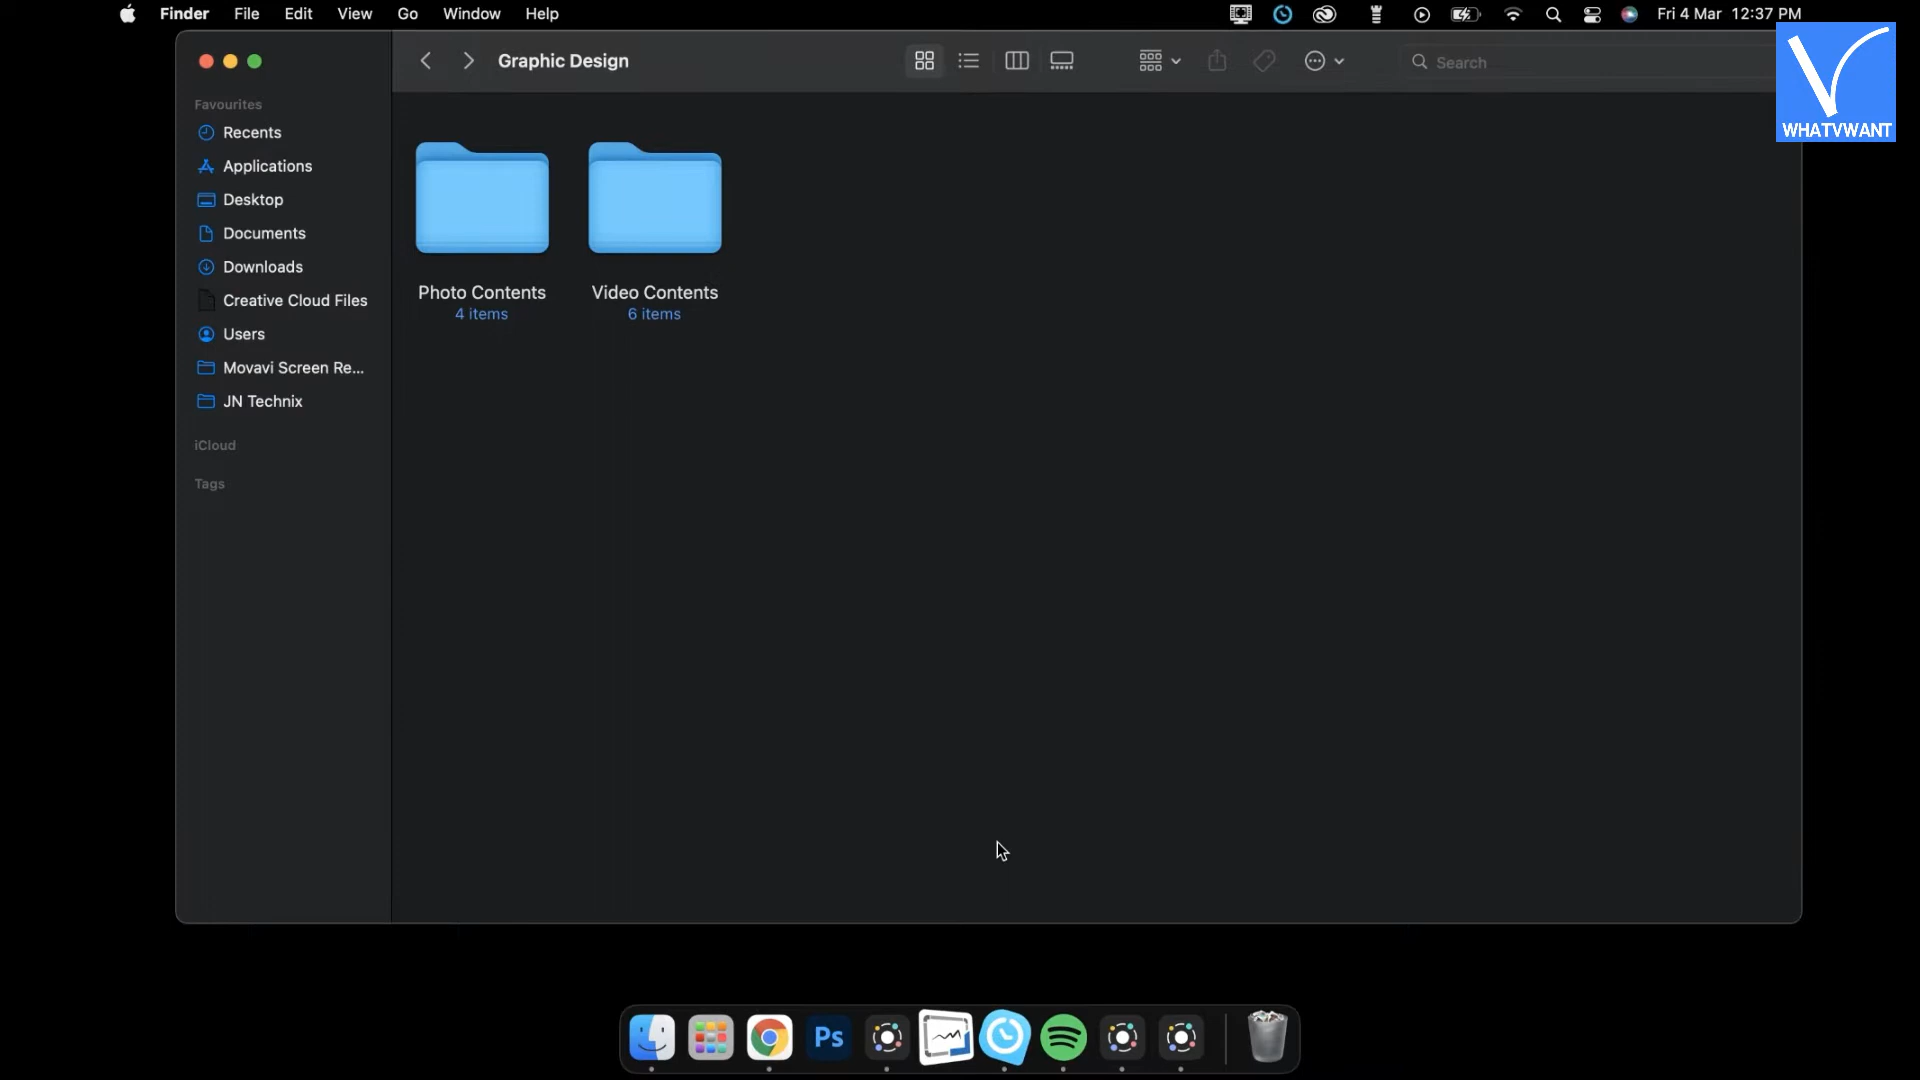 Finder File Edit View Go Window Help Fri 4 Mar 12:37 PM
Graphic Design
Search
WHATVWANT
Favourites
Recents
Applications
Desktop
Documents
Downloads
Creative Cloud Files
Users
Movavi Screen Re...
JN Technix
iCloud
Tags
Photo Contents
4 items
Video Contents
6 items
Ps